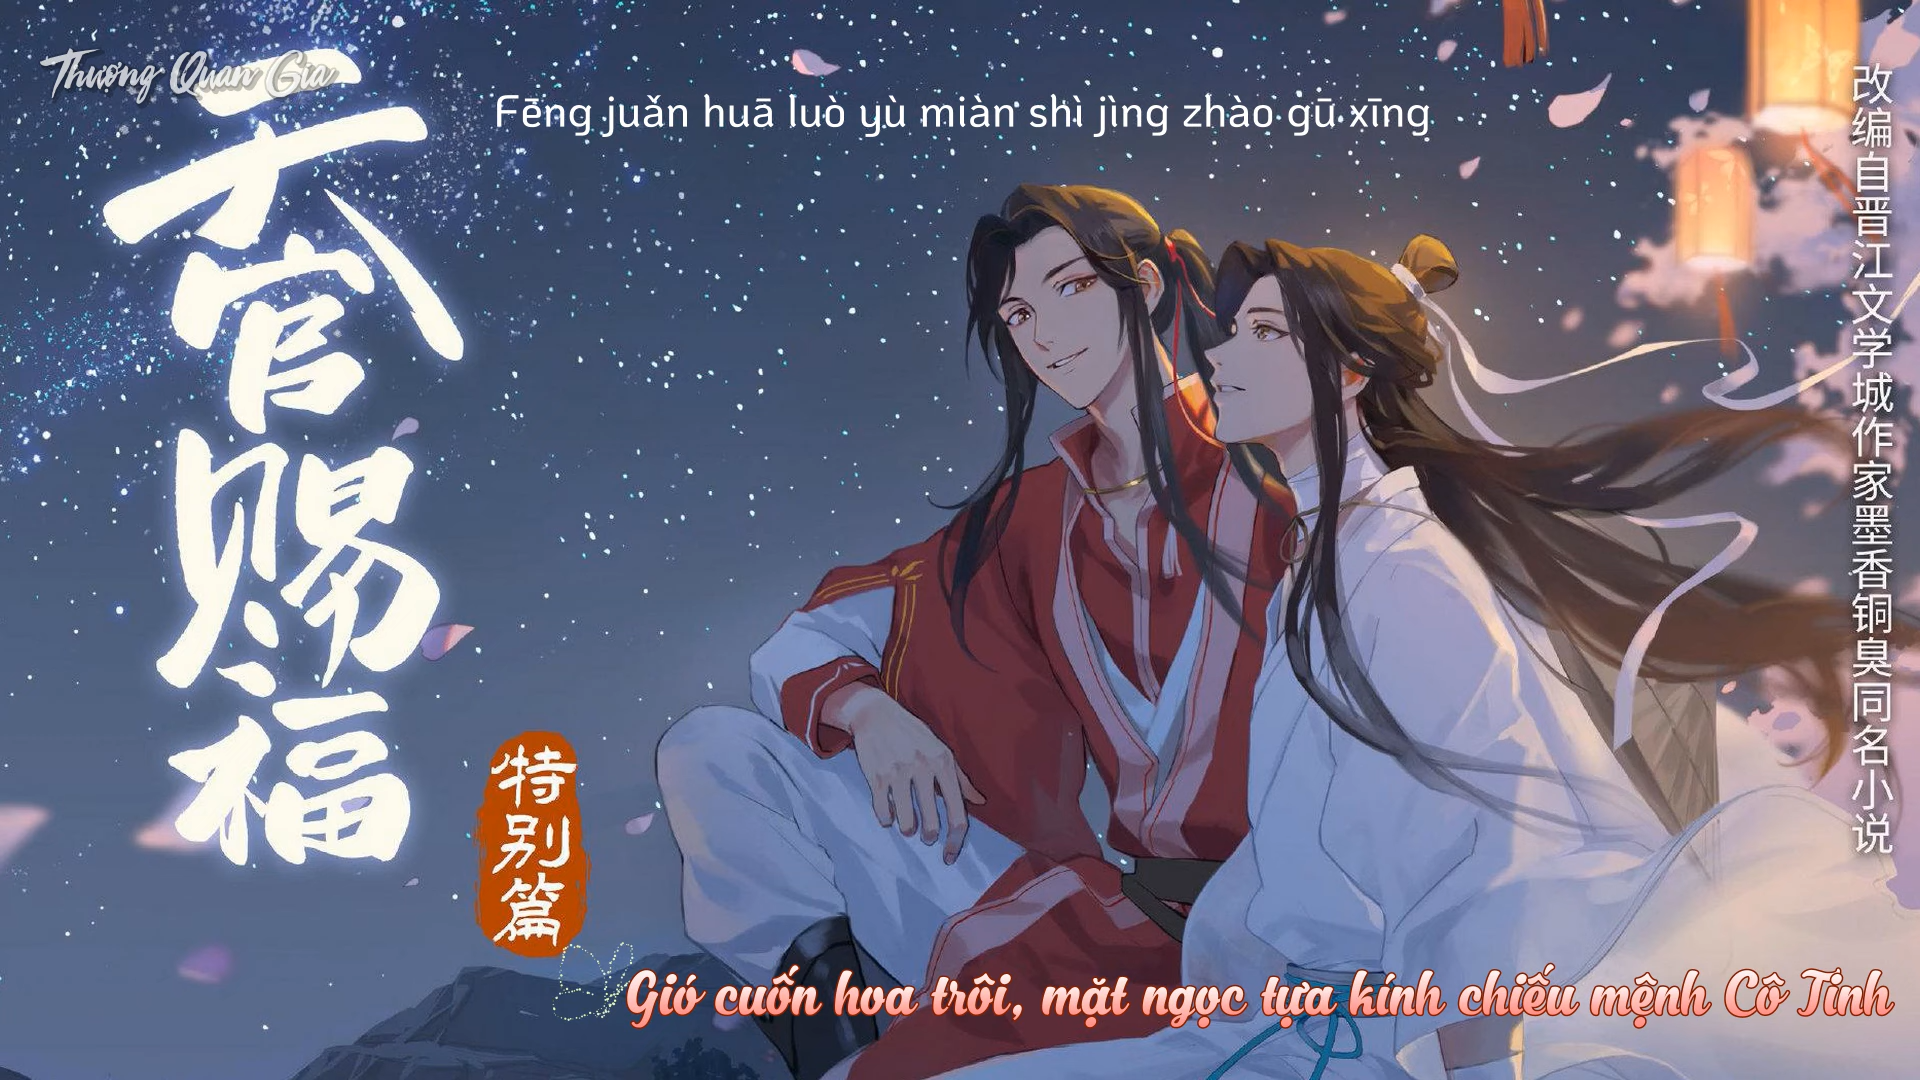 Thượng Quan Gia
天官赐福
Fēng juǎn huā luò yù miàn shì jìng zhào gū xīng
改编自晋江文学城作家墨香铜臭同名小说
特别篇
Gió cuốn hoa trôi, mặt ngọc tựa kính chiếu mệnh Cô Tinh